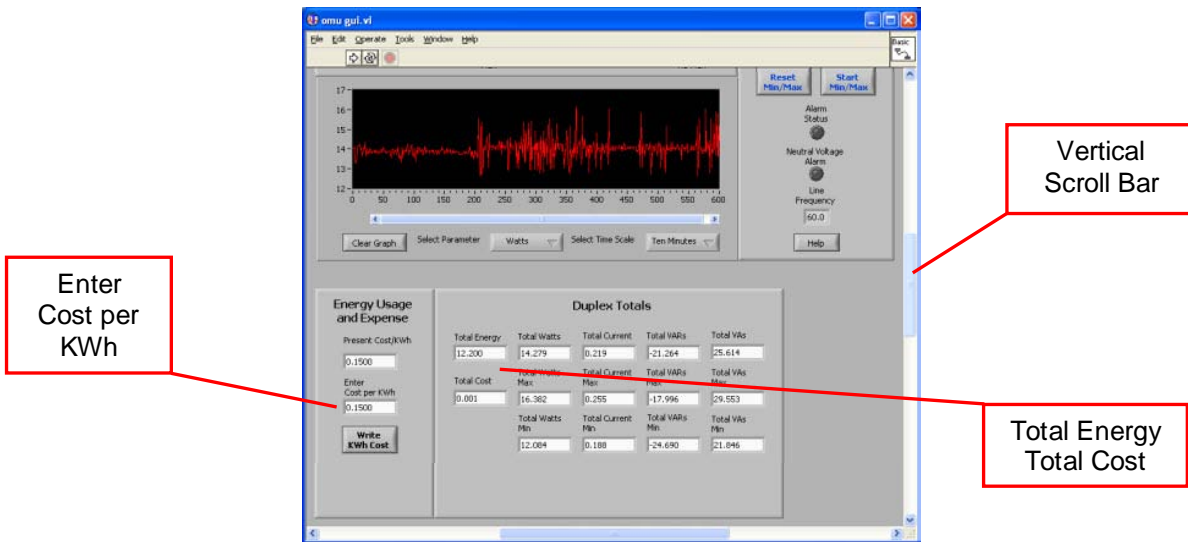 omu gui.vi
File Edit Operate Tools Window Help
Basic
Reset Min/Max
Start Min/Max
17
16
15
14
13
12
0 50 100 150 200 250 300 350 400 450 500 550 600
Alarm
Status
Neutral Voltage
Alarm
Line
Frequency
60.0
Clear Graph Select Parameter Watts Select Time Scale Ten Minutes
Help
Vertical
Scroll Bar
Enter
Cost per
KWh
Energy Usage
and Expense
Present Cost/KWh
0.1500
Enter
Cost per KWh
0.1500
Write
KWh Cost
Duplex Totals
Total Energy Total Watts Total Current Total VARs Total VAs
12.200 14.279 0.219 -21.264 25.614
Total Cost Total Watts Max Total Current Max Total VARs Max Total VAs Max
0.001 16.382 0.255 -17.996 29.553
Total Watts Min Total Current Min Total VARs Min Total VAs Min
12.084 0.188 -24.690 21.846
Total Energy
Total Cost